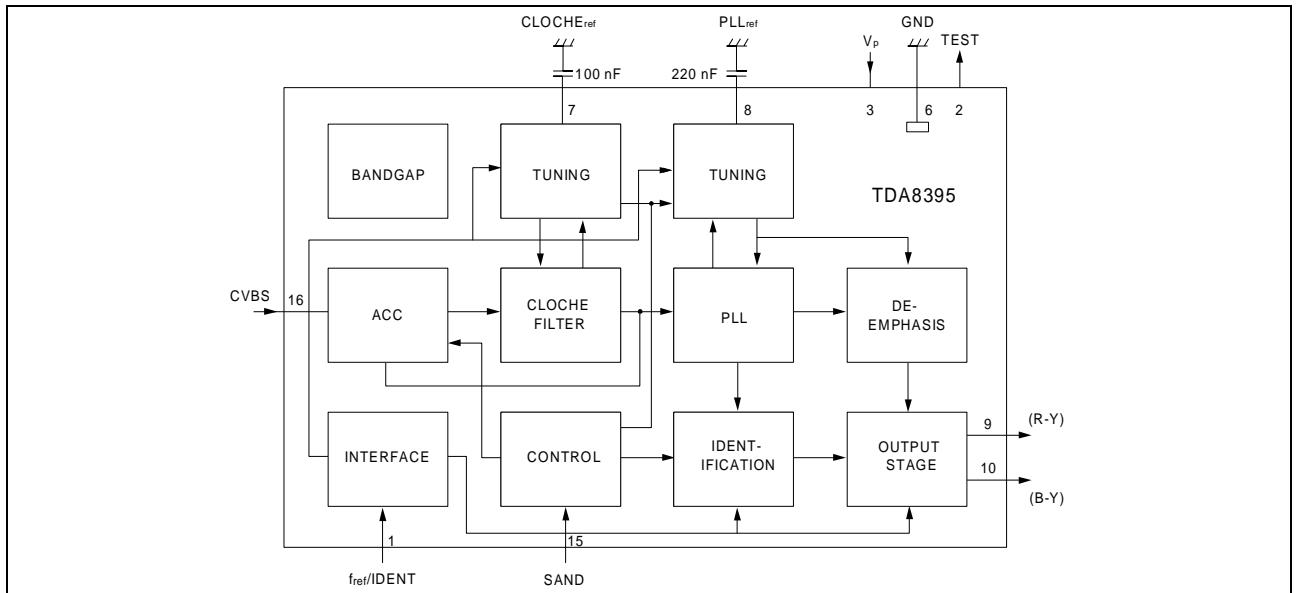 CLOCHEref
PLLref
GND
Vp
TEST
100 nF
220 nF
7
8
3
6
2
BANDGAP
TUNING
TUNING
TDA8395
CVBS
16
ACC
CLOCHE
FILTER
PLL
DE-
EMPHASIS
INTERFACE
CONTROL
IDENT-
IFICATION
OUTPUT
STAGE
9
(R-Y)
10
(B-Y)
1
15
fref/IDENT
SAND